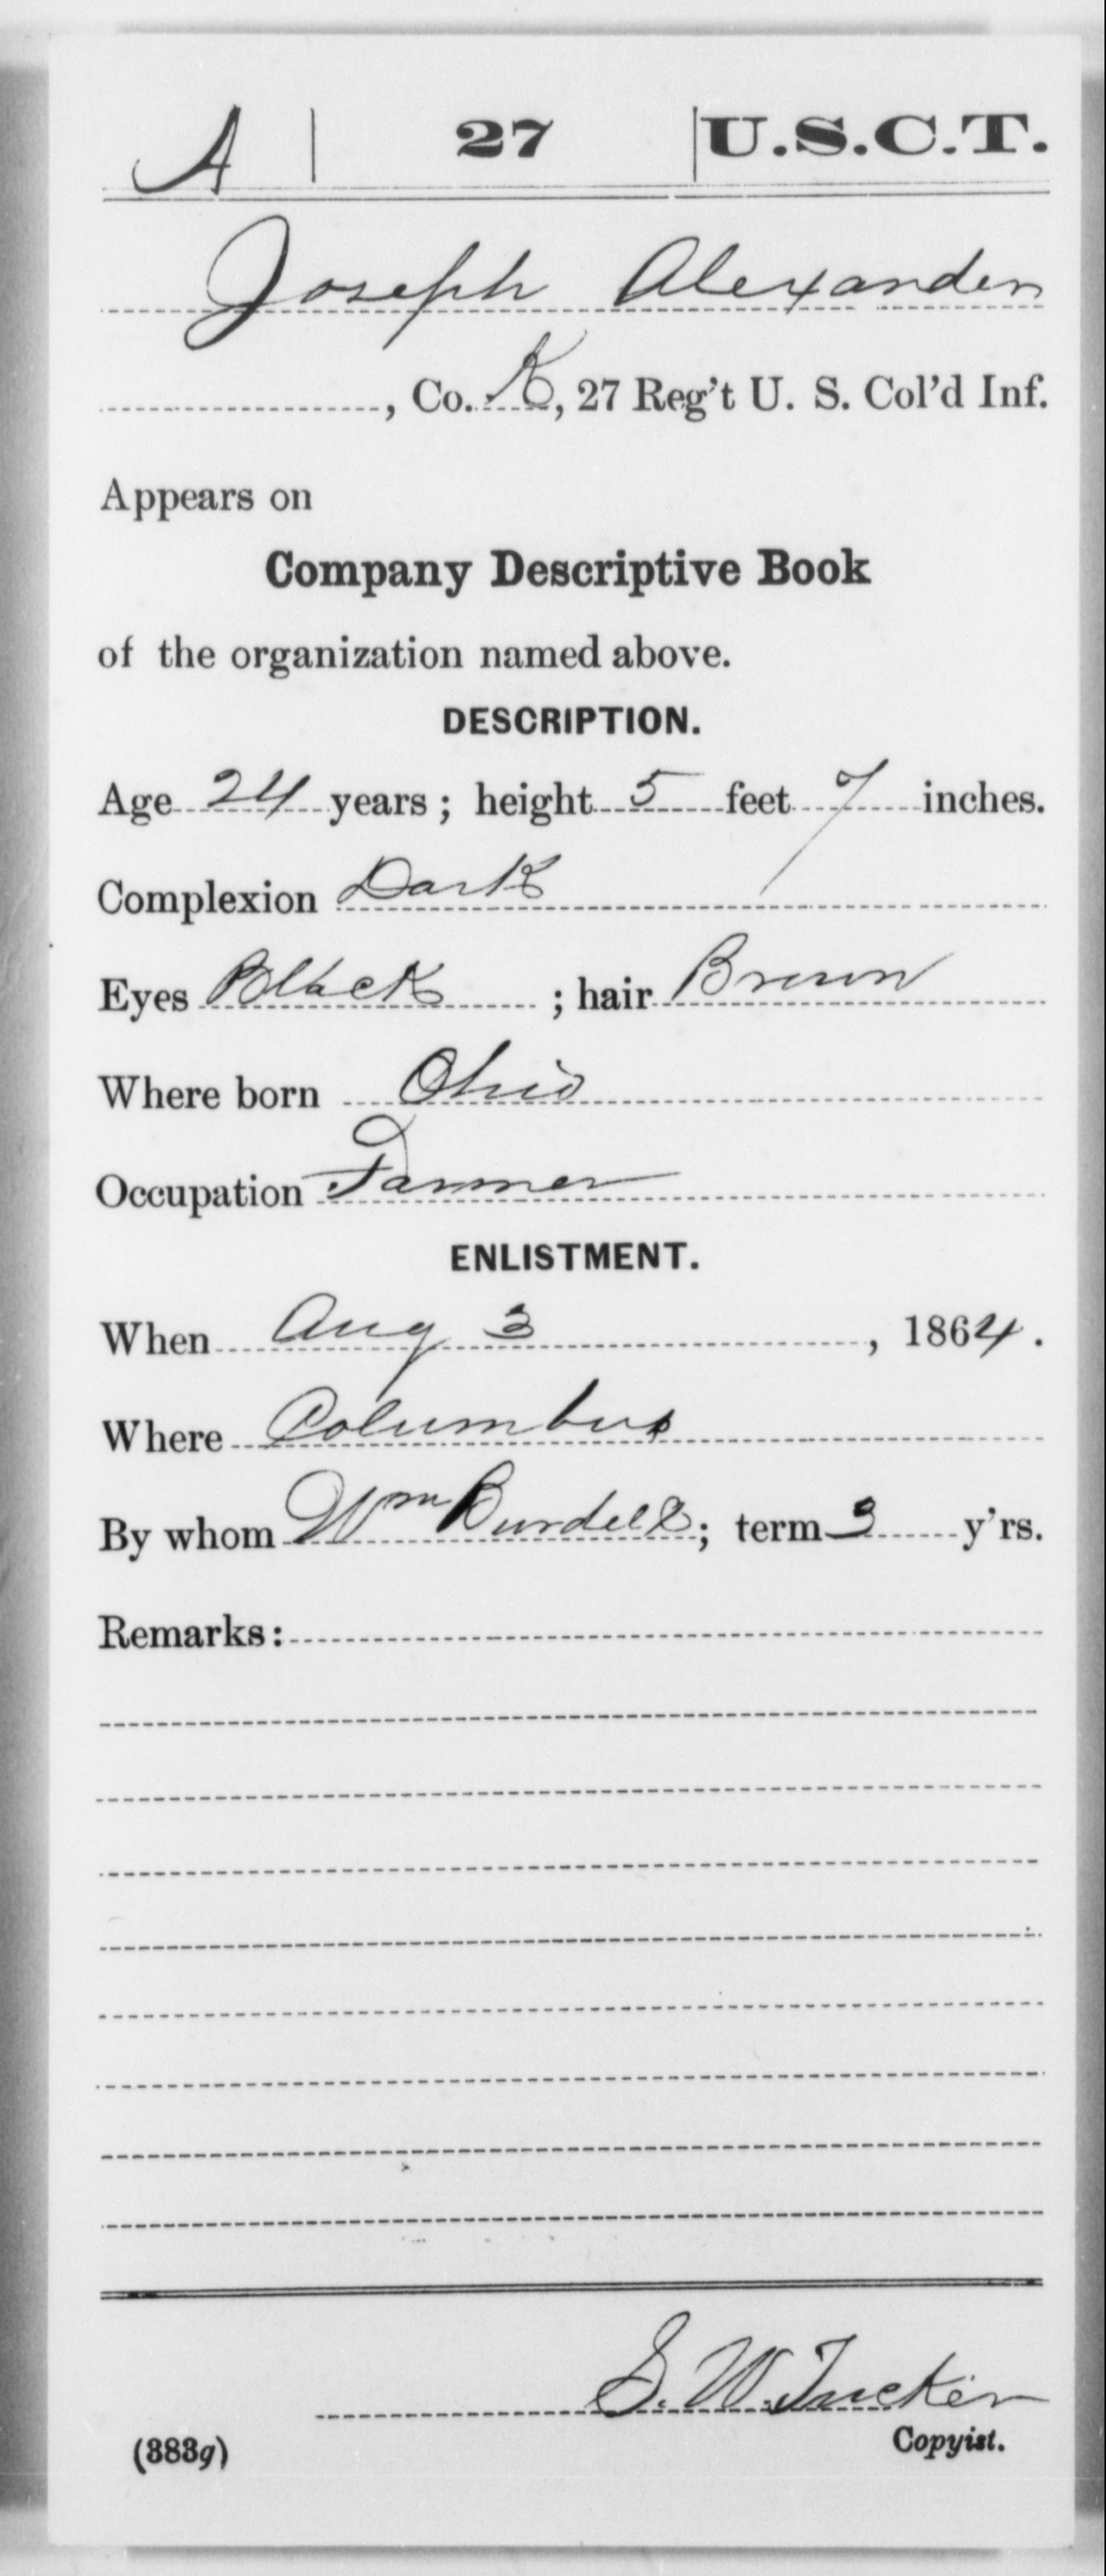 A | 27 | U.S.C.T.
Joseph Alexander
, Co. K, 27 Reg't U. S. Col'd Inf.
Appears on
Company Descriptive Book
of the organization named above.
DESCRIPTION.
Age 24 years; height 5 feet 7 inches.
Complexion Dark
Eyes Black; hair Brown
Where born Ohio
Occupation Farmer
ENLISTMENT.
When Aug 3, 1864.
Where Columbus
By whom Wm Burdell; term 3 y'rs.
Remarks:
S. W. Tucker
Copyist.
(383g)